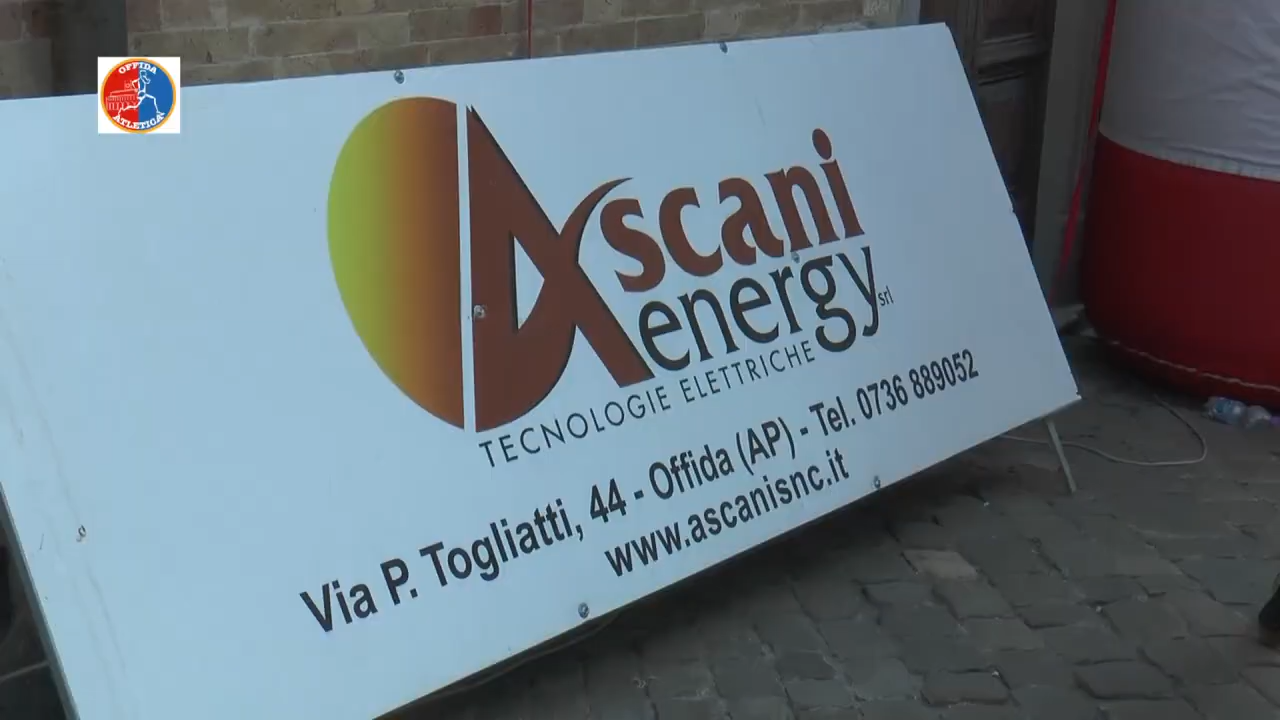 OFFIDA
ATLETICA
Ascani
energy srl
TECNOLOGIE ELETTRICHE
Via P. Togliatti, 44 - Offida (AP) - Tel. 0736 889052
www.ascanisnc.it